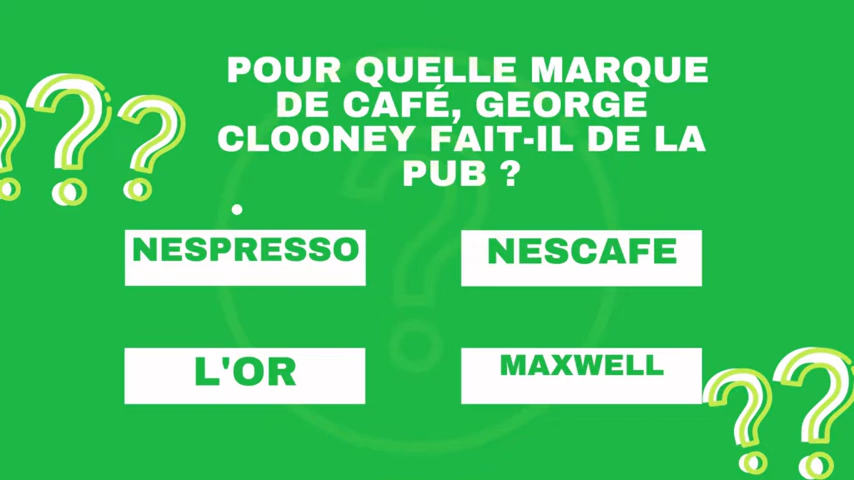 POUR QUELLE MARQUE
DE CAFÉ, GEORGE
CLOONEY FAIT-IL DE LA
PUB ?
NESPRESSO
NESCAFE
L'OR
MAXWELL